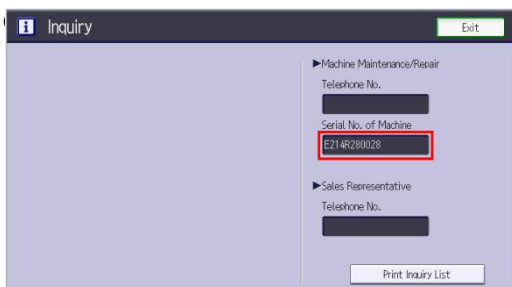 Inquiry
Exit
►Machine Maintenance/Repair
Telephone No.
Serial No. of Machine
E214R280028
►Sales Representative
Telephone No.
Print Inquiry List